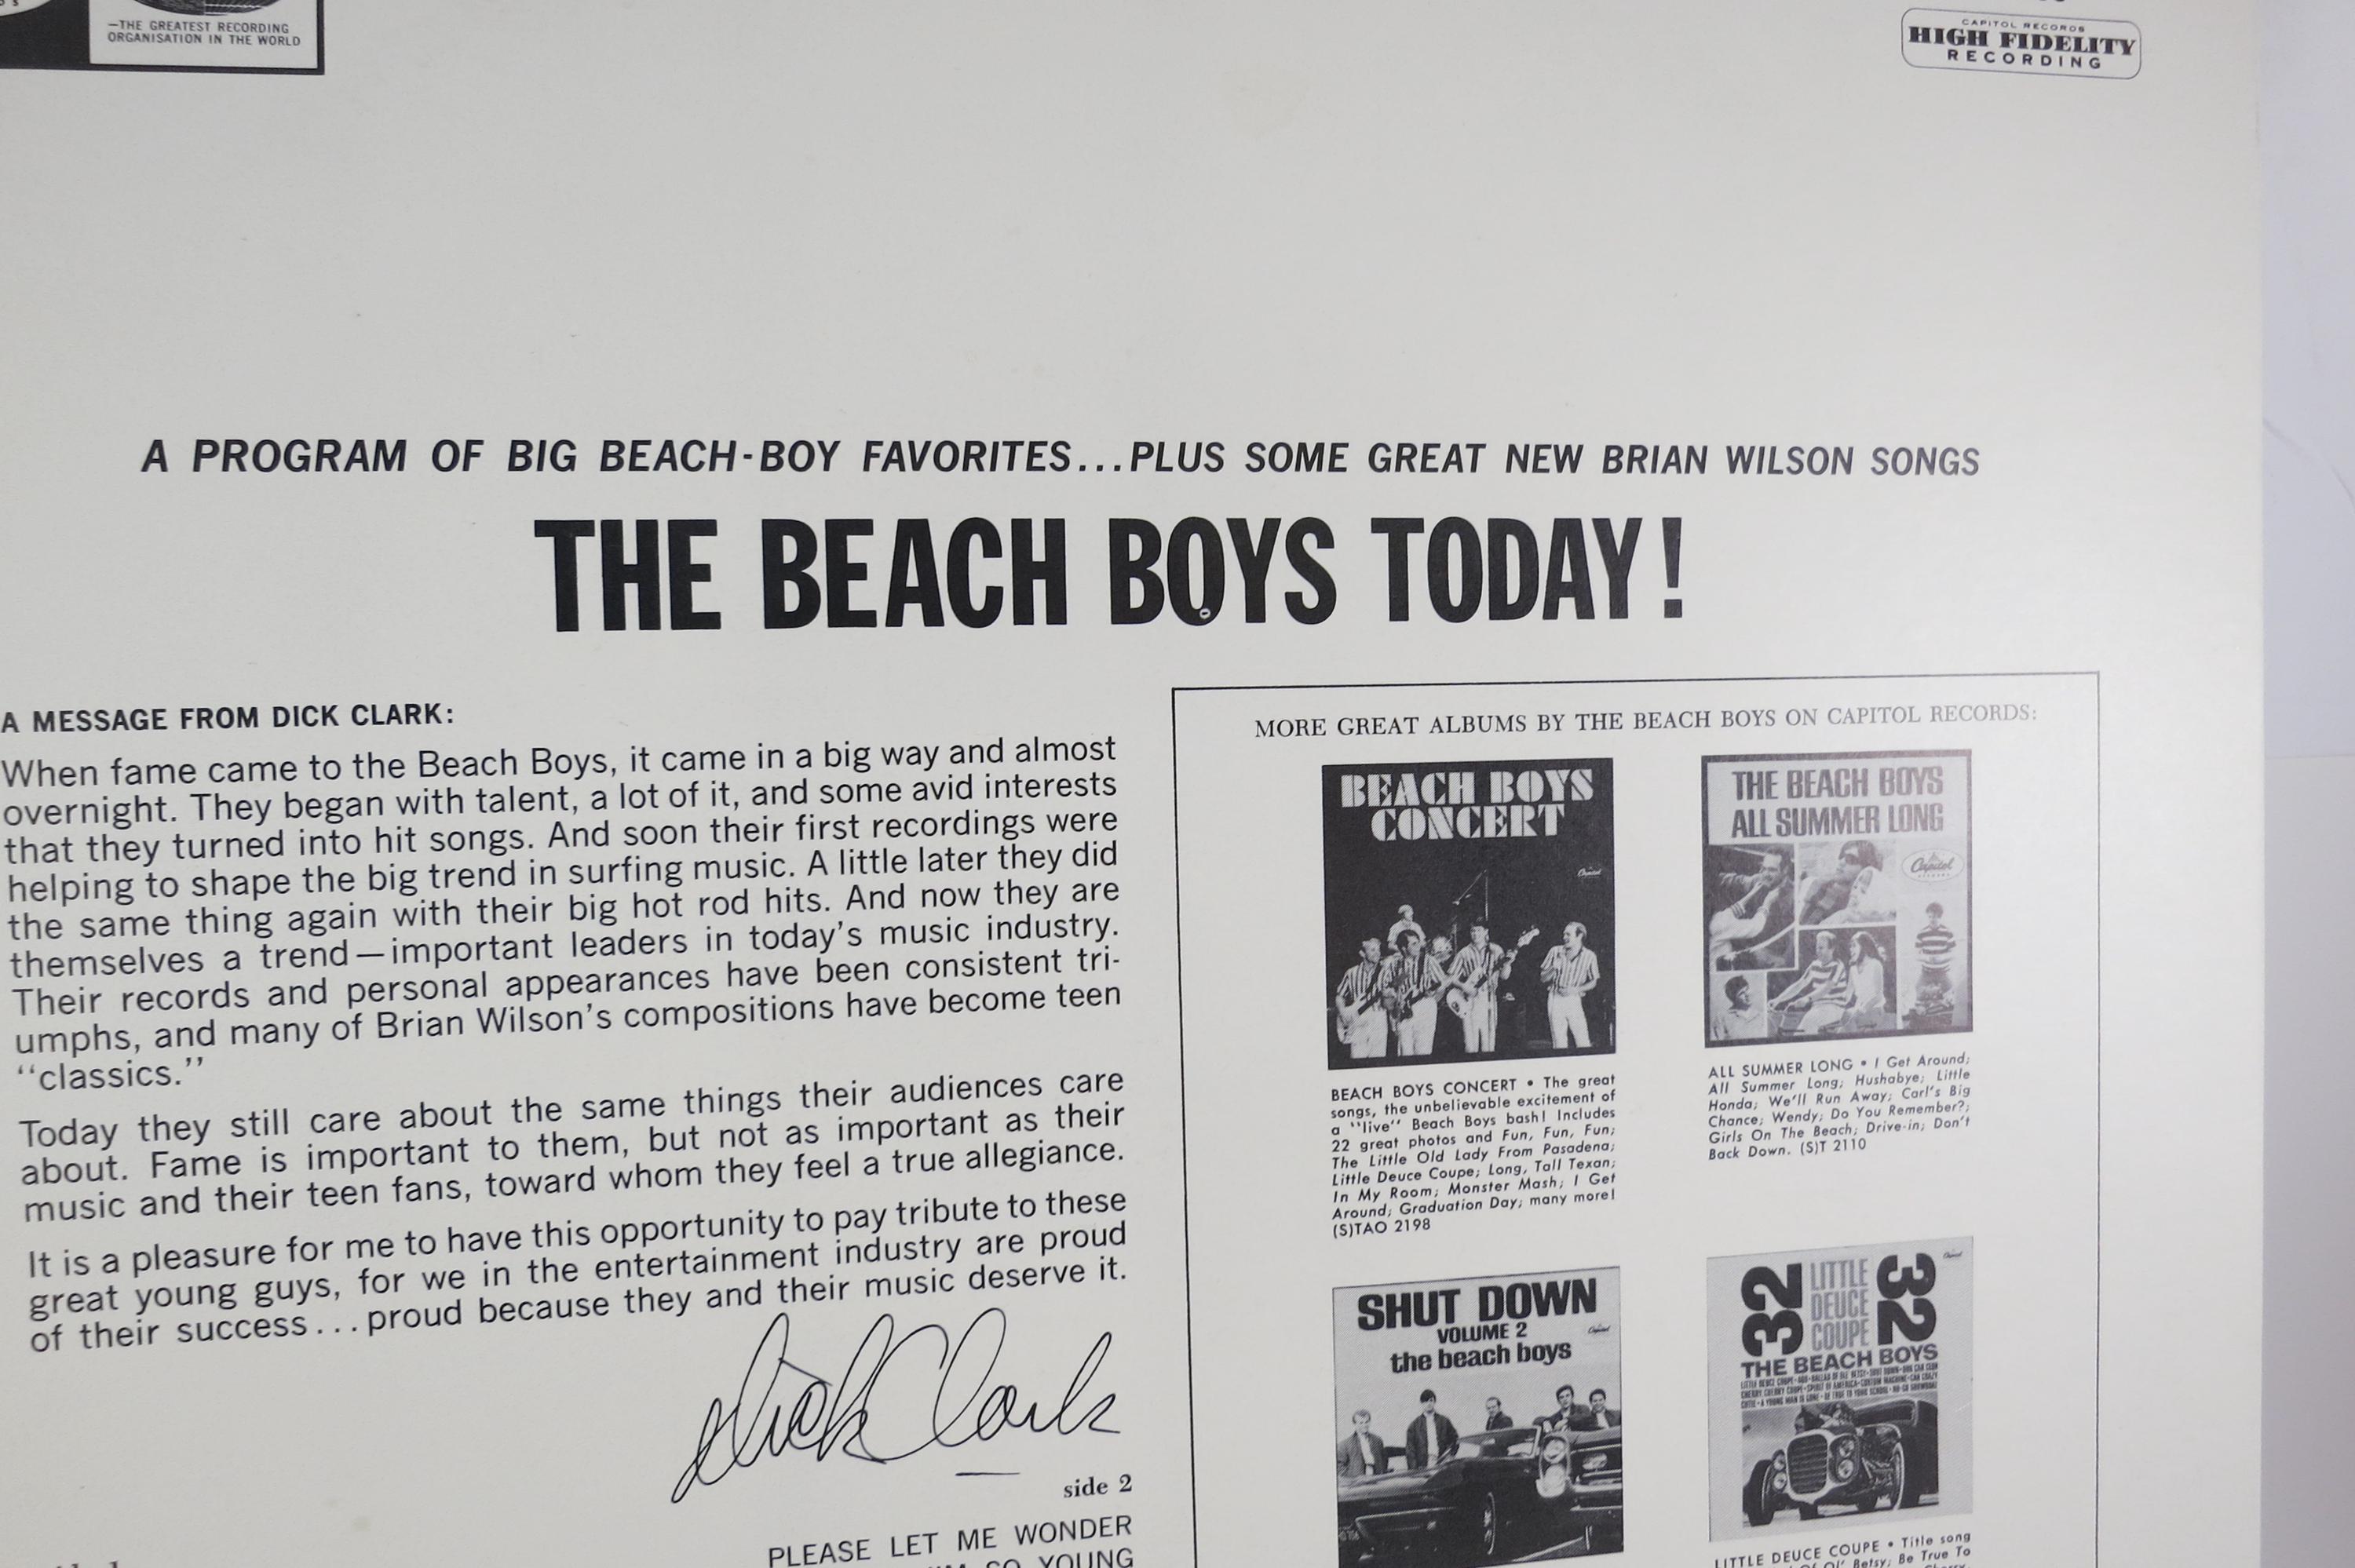 —THE GREATEST RECORDING
ORGANISATION IN THE WORLD
CAPITOL RECORDS
HIGH FIDELITY
RECORDING
A PROGRAM OF BIG BEACH-BOY FAVORITES...PLUS SOME GREAT NEW BRIAN WILSON SONGS
THE BEACH BOYS TODAY!
A MESSAGE FROM DICK CLARK:
When fame came to the Beach Boys, it came in a big way and almost
overnight. They began with talent, a lot of it, and some avid interests
that they turned into hit songs. And soon their first recordings were
helping to shape the big trend in surfing music. A little later they did
the same thing again with their big hot rod hits. And now they are
themselves a trend—important leaders in today's music industry.
Their records and personal appearances have been consistent tri-
umphs, and many of Brian Wilson's compositions have become teen
"classics."
Today they still care about the same things their audiences care
about. Fame is important to them, but not as important as their
music and their teen fans, toward whom they feel a true allegiance.
It is a pleasure for me to have this opportunity to pay tribute to these
great young guys, for we in the entertainment industry are proud
of their success...proud because they and their music deserve it.
Dick Clark
side 2
PLEASE LET ME WONDER
SO YOUNG
MORE GREAT ALBUMS BY THE BEACH BOYS ON CAPITOL RECORDS:
BEACH BOYS
CONCERT
Capitol
BEACH BOYS CONCERT • The great
songs, the unbelievable excitement of
a "live" Beach Boys bash! Includes
22 great photos and Fun, Fun, Fun;
The Little Old Lady From Pasadena;
Little Deuce Coupe; Long, Tall Texan;
In My Room; Monster Mash; I Get
Around; Graduation Day; many more!
(S)TAO 2198
THE BEACH BOYS
ALL SUMMER LONG
Capitol
ALL SUMMER LONG • I Get Around;
All Summer Long; Hushabye; Little
Honda; We'll Run Away; Carl's Big
Chance; Wendy; Do You Remember?;
Girls On The Beach; Drive-in; Don't
Back Down. (S)T 2110
SHUT DOWN
VOLUME 2
the beach boys
Capitol
32 LITTLE DEUCE COUPE 32
Capitol
THE BEACH BOYS
LITTLE DEUCE COUPE • Title song
Ol' Betsy; Be True To